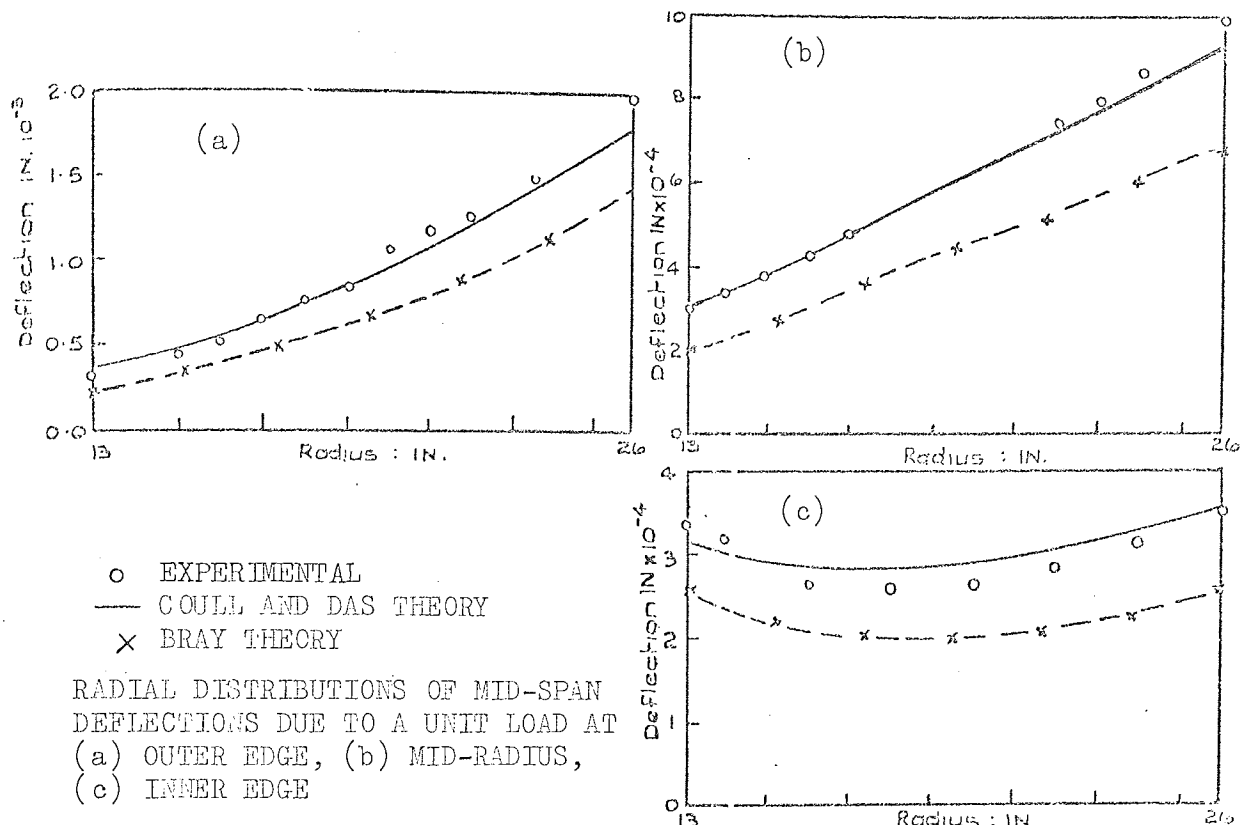 (a)
Deflection IN. 10⁻³
2.0
1.5
1.0
0.5
0.0
13
Radius : IN.
26
(b)
Deflection IN×10⁻⁴
10
8
6
4
2
0
13
Radius : IN.
26
(c)
Deflection IN×10⁻⁴
4
3
2
1
0
13
Radius : IN.
26
o EXPERIMENTAL
— COULL AND DAS THEORY
× BRAY THEORY
RADIAL DISTRIBUTIONS OF MID-SPAN
DEFLECTIONS DUE TO A UNIT LOAD AT
(a) OUTER EDGE, (b) MID-RADIUS,
(c) INNER EDGE